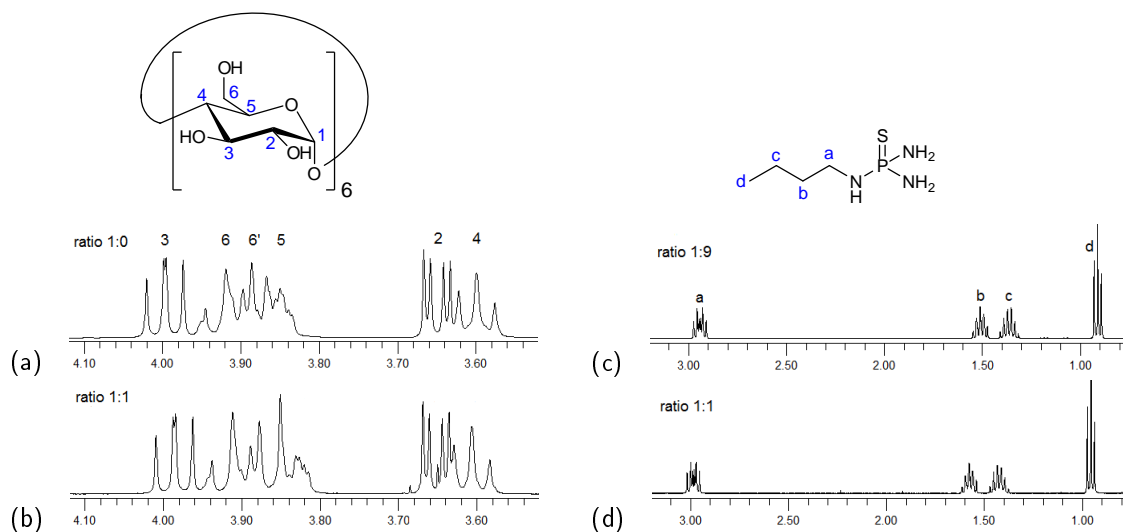 OH
6
4
5
O
HO
3
2
OH
1
O
6
ratio 1:0
3
6
6'
5
2
4
(a)
4.10
4.00
3.90
3.80
3.70
3.60
ratio 1:1
(b)
4.10
4.00
3.90
3.80
3.70
3.60
S
c
a
P
NH2
d
b
N
H
NH2
ratio 1:9
a
b
c
d
(c)
3.00
2.50
2.00
1.50
1.00
ratio 1:1
(d)
3.00
2.50
2.00
1.50
1.00